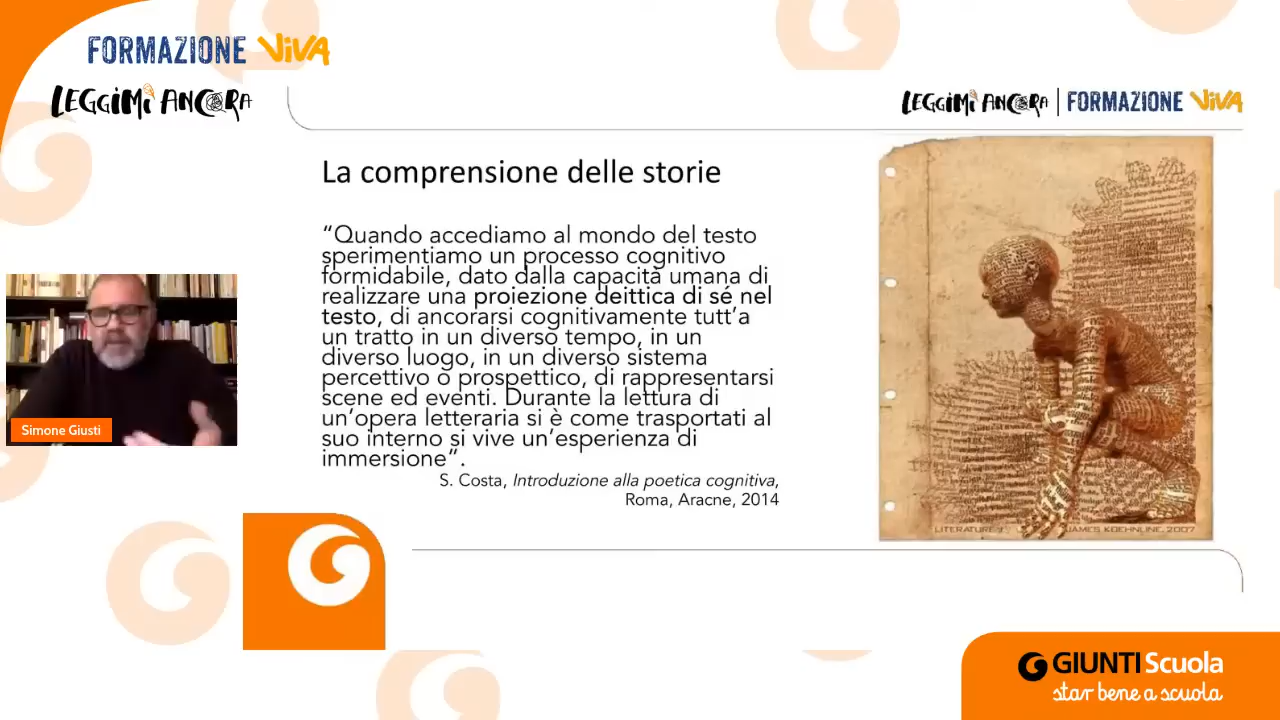 FORMAZIONE VIVA
LEGGIMI ANCORA
LEGGIMI ANCORA | FORMAZIONE VIVA
La comprensione delle storie
“Quando accediamo al mondo del testo
sperimentiamo un processo cognitivo
formidabile, dato dalla capacità umana di
realizzare una proiezione deittica di sé nel
testo, di ancorarsi cognitivamente tutt’a
un tratto in un diverso tempo, in un
diverso luogo, in un diverso sistema
percettivo o prospettico, di rappresentarsi
scene ed eventi. Durante la lettura di
un’opera letteraria si è come trasportati al
suo interno si vive un’esperienza di
immersione”.
S. Costa, Introduzione alla poetica cognitiva,
Roma, Aracne, 2014
Simone Giusti
LITERATURE JAMES KOEHNLINE, 2007
GIUNTI Scuola
star bene a scuola